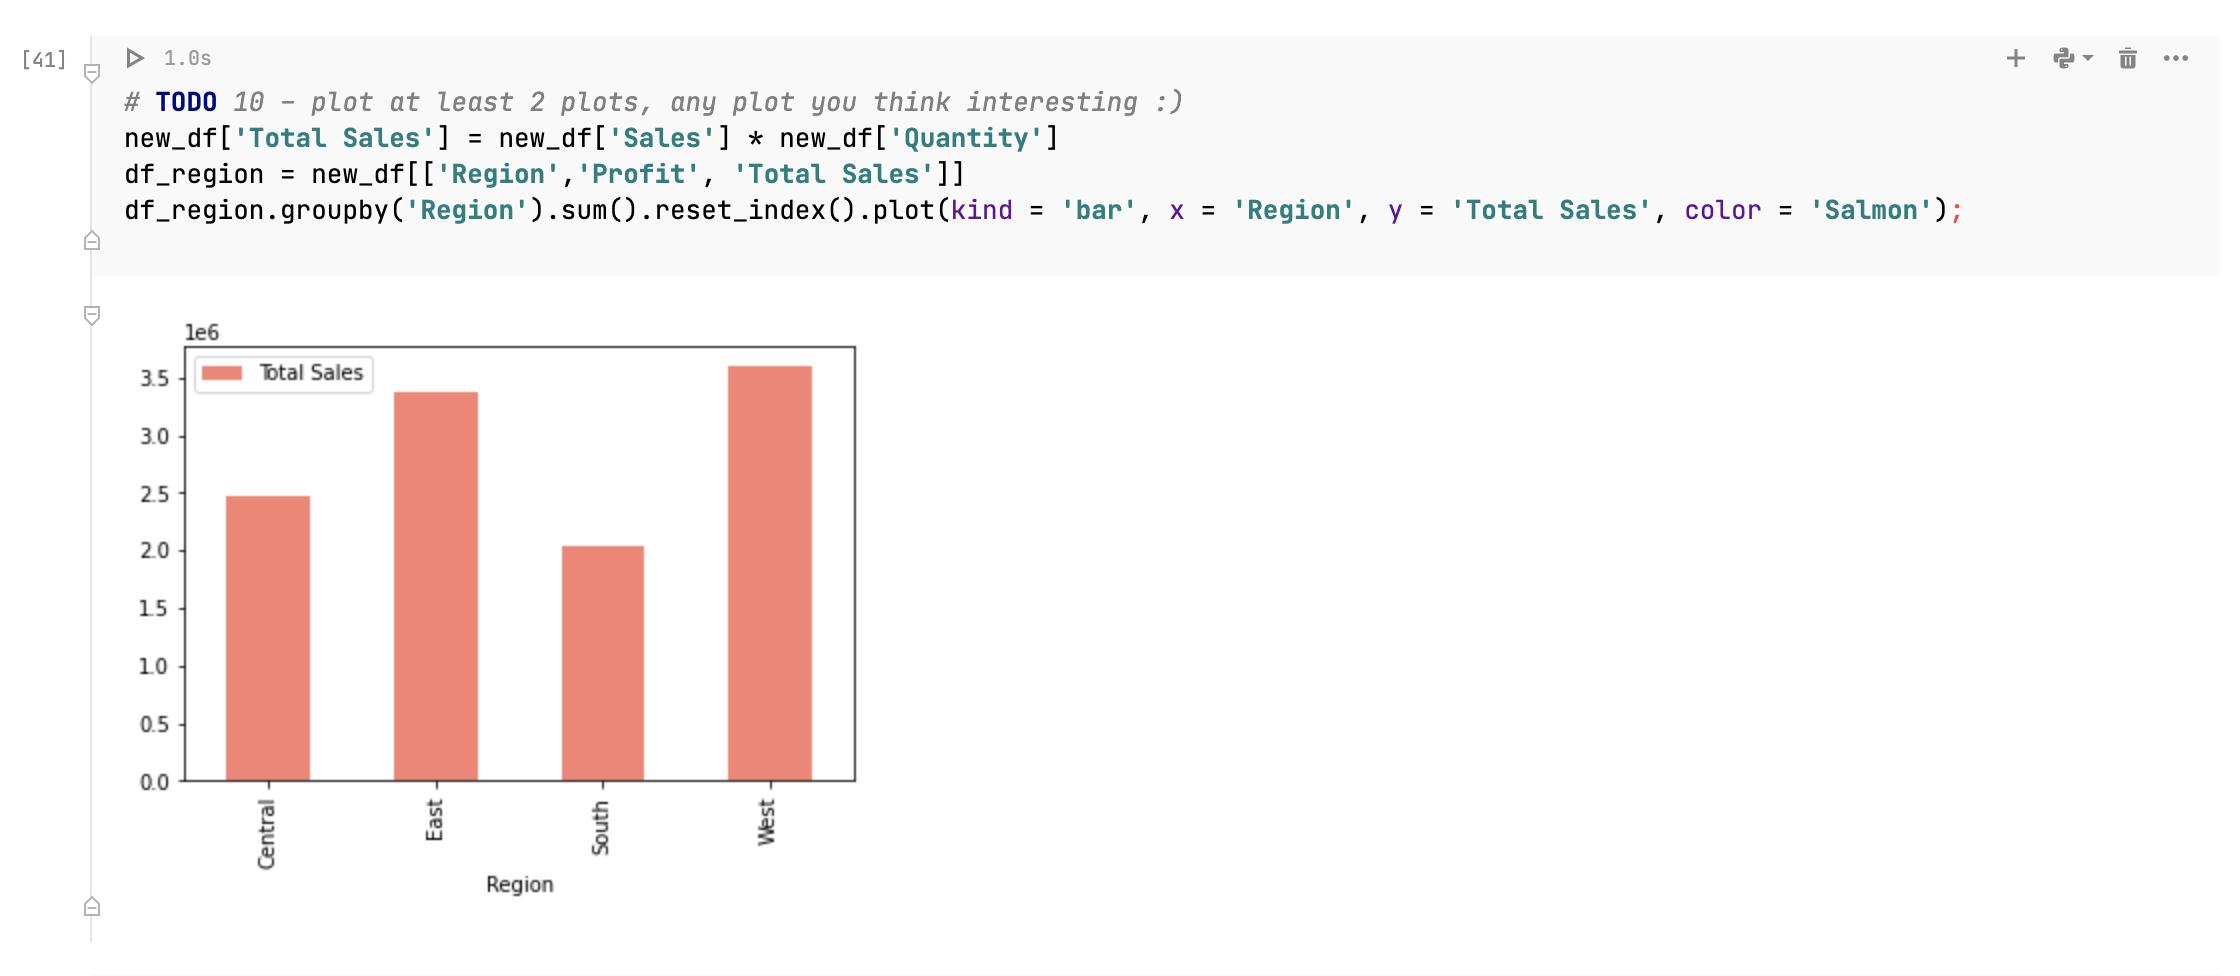 [41]
1.0s
# TODO 10 – plot at least 2 plots, any plot you think interesting :)
new_df['Total Sales'] = new_df['Sales'] * new_df['Quantity']
df_region = new_df[['Region','Profit', 'Total Sales']]
df_region.groupby('Region').sum().reset_index().plot(kind = 'bar', x = 'Region', y = 'Total Sales', color = 'Salmon');
1e6
Total Sales
3.5
3.0
2.5
2.0
1.5
1.0
0.5
0.0
Central
East
South
West
Region